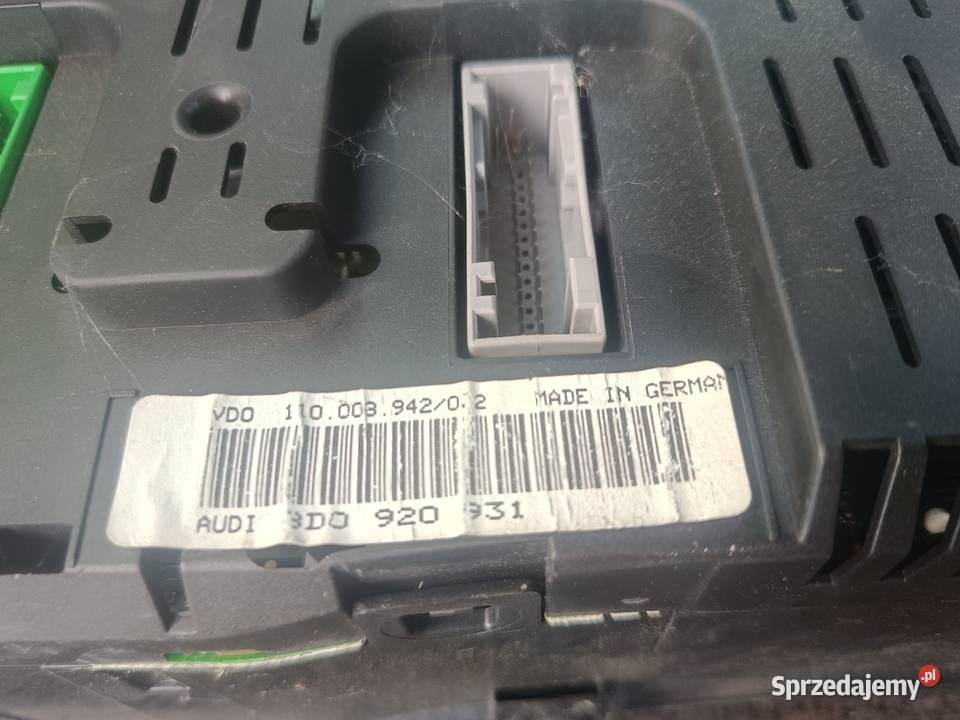 VDO 110.008.942/0 2 MADE IN GERMAN
AUDI 8D0 920 931
Sprzedajemy.pl